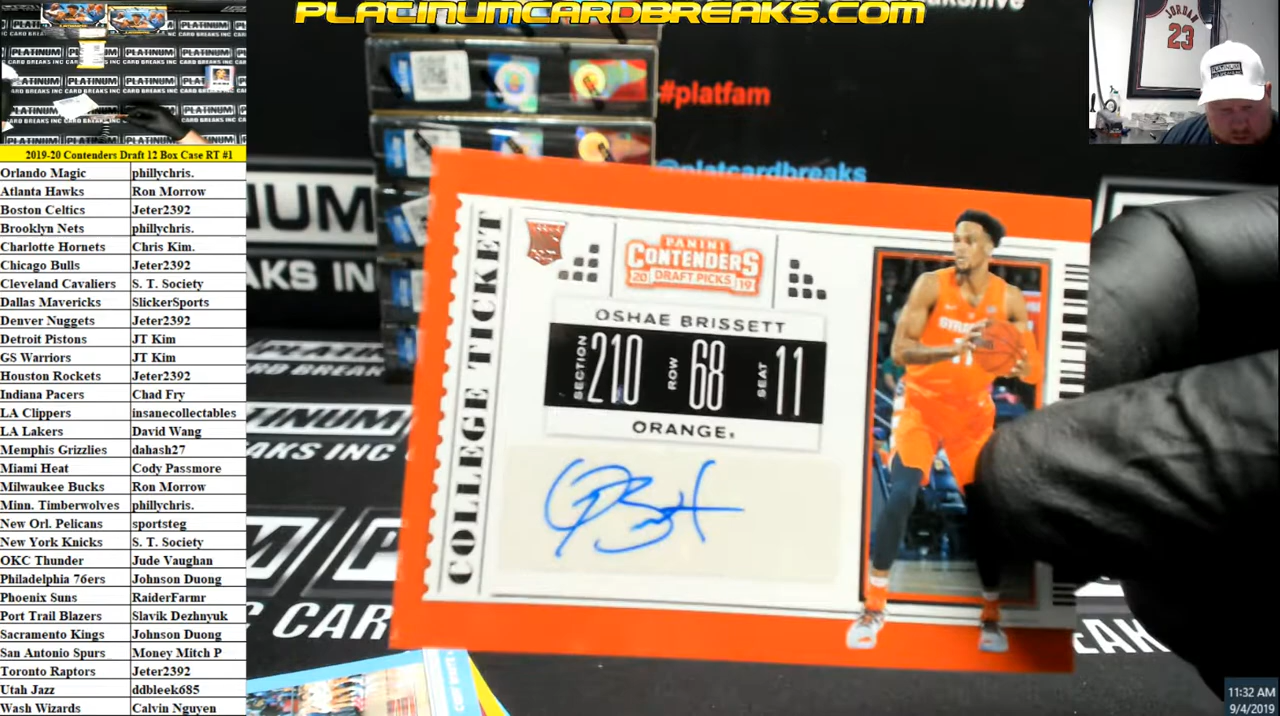 PLATINUMCARDBREAKS.COM
JORDAN
23
#platfam
@platcardbreaks
2019-20 Contenders Draft 12 Box Case RT #1
Orlando Magic phillychris.
Atlanta Hawks Ron Morrow
Boston Celtics Jeter2392
Brooklyn Nets phillychris.
Charlotte Hornets Chris Kim.
Chicago Bulls Jeter2392
Cleveland Cavaliers S. T. Society
Dallas Mavericks SlickerSports
Denver Nuggets Jeter2392
Detroit Pistons JT Kim
GS Warriors JT Kim
Houston Rockets Jeter2392
Indiana Pacers Chad Fry
LA Clippers insanecollectables
LA Lakers David Wang
Memphis Grizzlies dahash27
Miami Heat Cody Passmore
Milwaukee Bucks Ron Morrow
Minn. Timberwolves phillychris.
New Orl. Pelicans sportsteg
New York Knicks S. T. Society
OKC Thunder Jude Vaughan
Philadelphia 76ers Johnson Duong
Phoenix Suns RaiderFarmr
Port Trail Blazers Slavik Dezhnyuk
Sacramento Kings Johnson Duong
San Antonio Spurs Money Mitch P
Toronto Raptors Jeter2392
Utah Jazz ddbleek685
Wash Wizards Calvin Nguyen
COLLEGE TICKET
PANINI
CONTENDERS
20 DRAFT PICKS 19
OSHAE BRISSETT
SECTION 210 ROW 68 SEAT 11
ORANGE
11:32 AM
9/4/2019